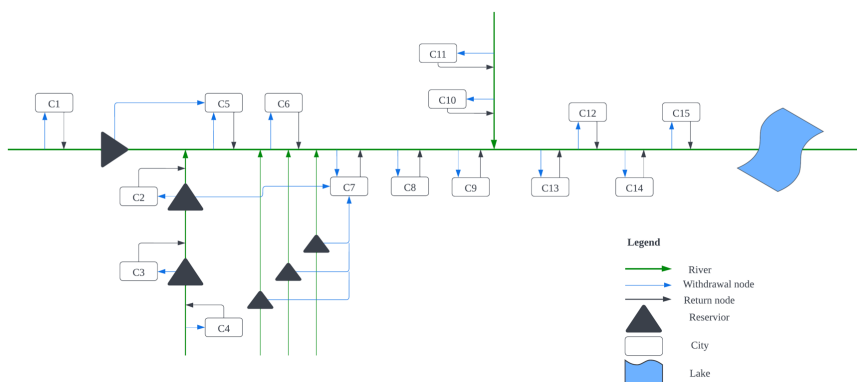 C11
C10
C1
C5
C6
C12
C15
C2
C7
C8
C9
C13
C14
C3
C4
Legend
River
Withdrawal node
Return node
Reservior
City
Lake